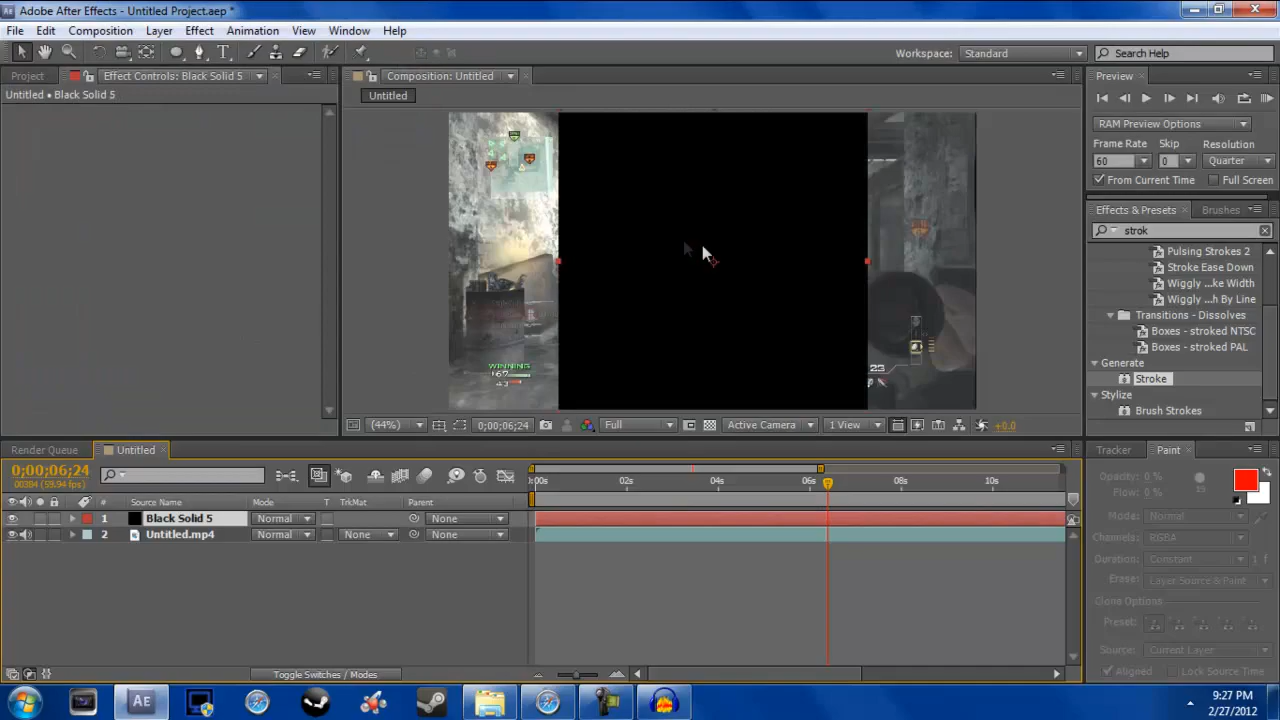 Adobe After Effects - Untitled Project.aep *
File Edit Composition Layer Effect Animation View Window Help
Workspace: Standard Search Help
Project Effect Controls: Black Solid 5
Composition: Untitled
Preview
Untitled • Black Solid 5
Untitled
RAM Preview Options
Frame Rate Skip Resolution
60 0 Quarter
From Current Time Full Screen
Effects & Presets Brushes
strok
Pulsing Strokes 2
Stroke Ease Down
Wiggly ...ke Width
Wiggly ...h By Line
Transitions - Dissolves
Boxes - stroked NTSC
Boxes - stroked PAL
Generate
Stroke
Stylize
Brush Strokes
WINNING
23
(44%) 0;00;06;24 Full Active Camera 1 View +0.0
Render Queue Untitled
Tracker Paint
0;00;06;24
00384 (59.94 fps)
:00s 02s 04s 06s 08s 10s
# Source Name Mode T TrkMat Parent
1 Black Solid 5 Normal None
2 Untitled.mp4 Normal None None
Opacity: 0 %
Flow: 0 %
15
Mode: Normal
Channels: RGBA
Duration: Constant 1 f
Erase: Layer Source & Paint
Clone Options
Preset:
Source: Current Layer
Aligned Lock Source Time
Toggle Switches / Modes
Ae
9:27 PM
2/27/2012